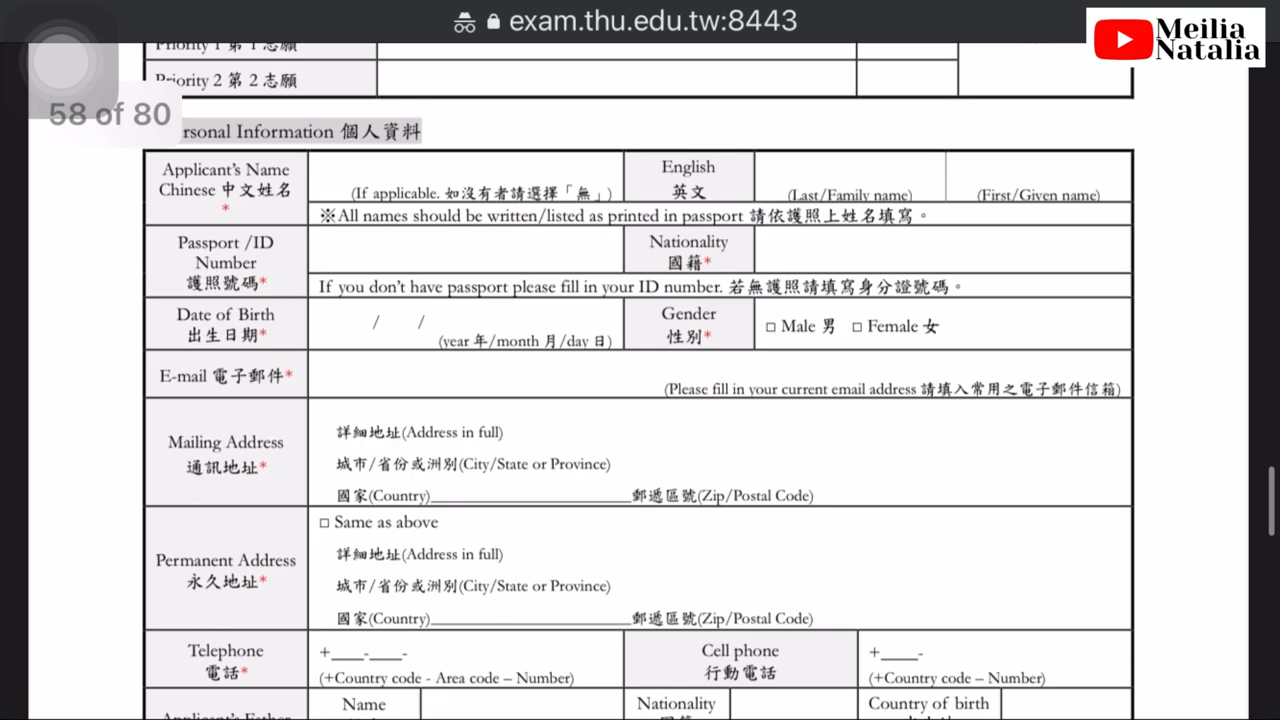 exam.thu.edu.tw:8443
Meilia
Natalia
Priority 1 第 1 志願
Priority 2 第 2 志願
58 of 80
rsonal Information 個人資料
Applicant's Name
Chinese 中文姓名
*
(If applicable. 如沒有者請選擇「無」)
English
英文
(Last/Family name)
(First/Given name)
※All names should be written/listed as printed in passport 請依護照上姓名填寫。
Passport /ID
Number
護照號碼*
Nationality
國籍*
If you don't have passport please fill in your ID number. 若無護照請填寫身分證號碼。
Date of Birth
出生日期*
/ /
(year 年/month 月/day 日)
Gender
性別*
□ Male 男 □ Female 女
E-mail 電子郵件*
(Please fill in your current email address 請填入常用之電子郵件信箱)
Mailing Address
通訊地址*
詳細地址(Address in full)
城市/省份或洲別(City/State or Province)
國家(Country)____________________郵遞區號(Zip/Postal Code)
Permanent Address
永久地址*
□ Same as above
詳細地址(Address in full)
城市/省份或洲別(City/State or Province)
國家(Country)____________________郵遞區號(Zip/Postal Code)
Telephone
電話*
+____-____-
(+Country code - Area code – Number)
Cell phone
行動電話
+____-
(+Country code – Number)
Applicant's Father
Name
Nationality
Country of birth